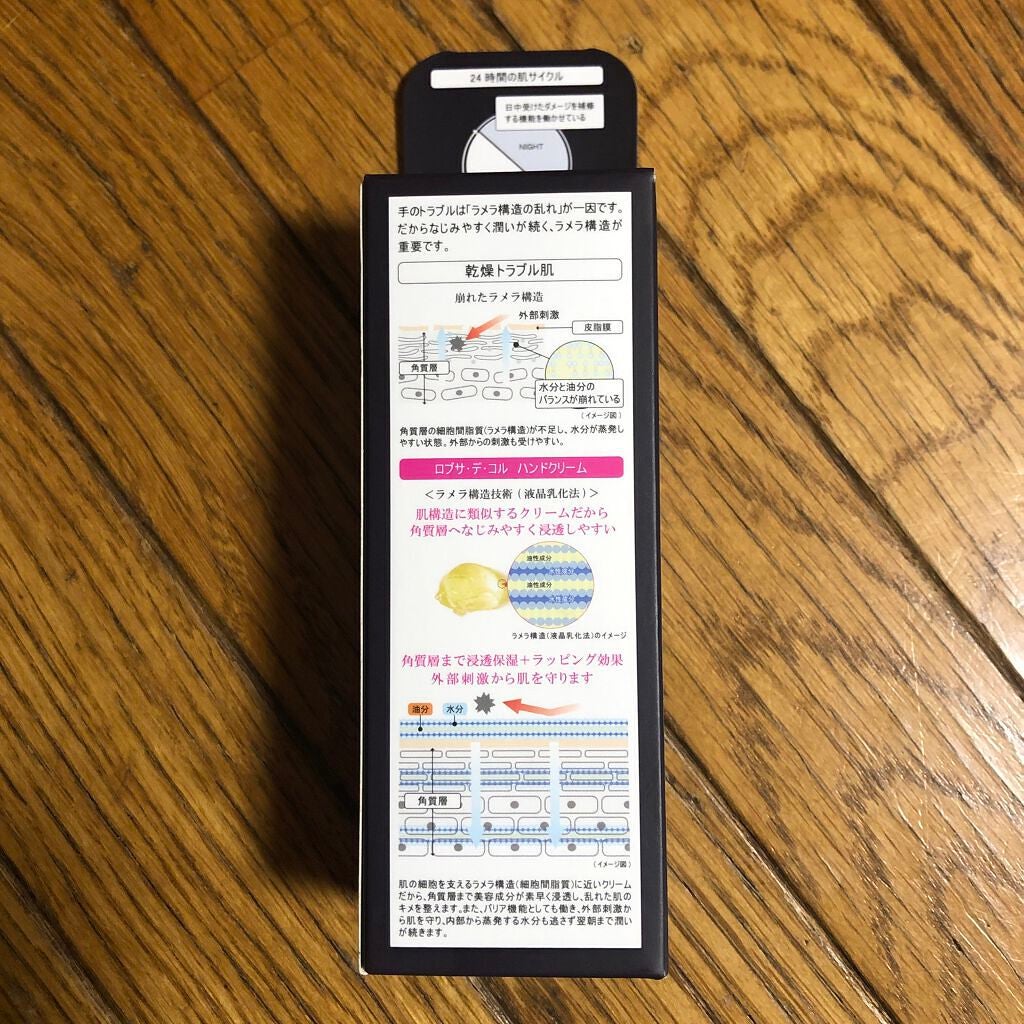 24 時間の肌サイクル
日中受けたダメージを補修
する機能を働かせている
NIGHT
手のトラブルは「ラメラ構造の乱れ」が一因です。
だからなじみやすく潤いが続く、ラメラ構造が
重要です。
乾燥トラブル肌
崩れたラメラ構造
外部刺激
皮脂膜
角質層
水分と油分の
バランスが崩れている
(イメージ図)
角質層の細胞間脂質(ラメラ構造)が不足し、水分が蒸発し
やすい状態。外部からの刺激も受けやすい。
ロブサ・デ・コル ハンドクリーム
<ラメラ構造技術(液晶乳化法)>
肌構造に類似するクリームだから
角質層へなじみやすく浸透しやすい
油性成分
水性成分
油性成分
水性成分
ラメラ構造(液晶乳化法)のイメージ
角質層まで浸透保湿+ラッピング効果
外部刺激から肌を守ります
油分 水分
角質層
(イメージ図)
肌の細胞を支えるラメラ構造(細胞間脂質)に近いクリーム
だから、角質層まで美容成分が素早く浸透し、乱れた肌の
キメを整えます。また、バリア機能としても働き、外部刺激か
ら肌を守り、内部から蒸発する水分も逃さず翌朝まで潤い
が続きます。